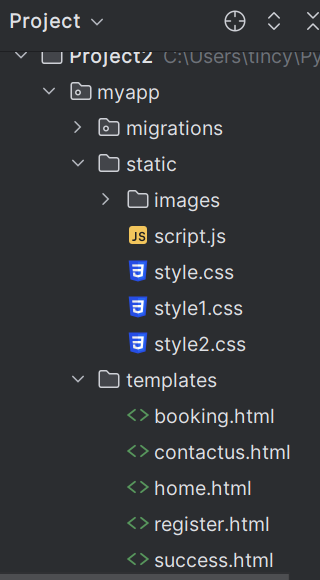 Project
Project2 C:\Users\tincy\Py
myapp
migrations
static
images
JS script.js
style.css
style1.css
style2.css
templates
booking.html
contactus.html
home.html
register.html
success.html